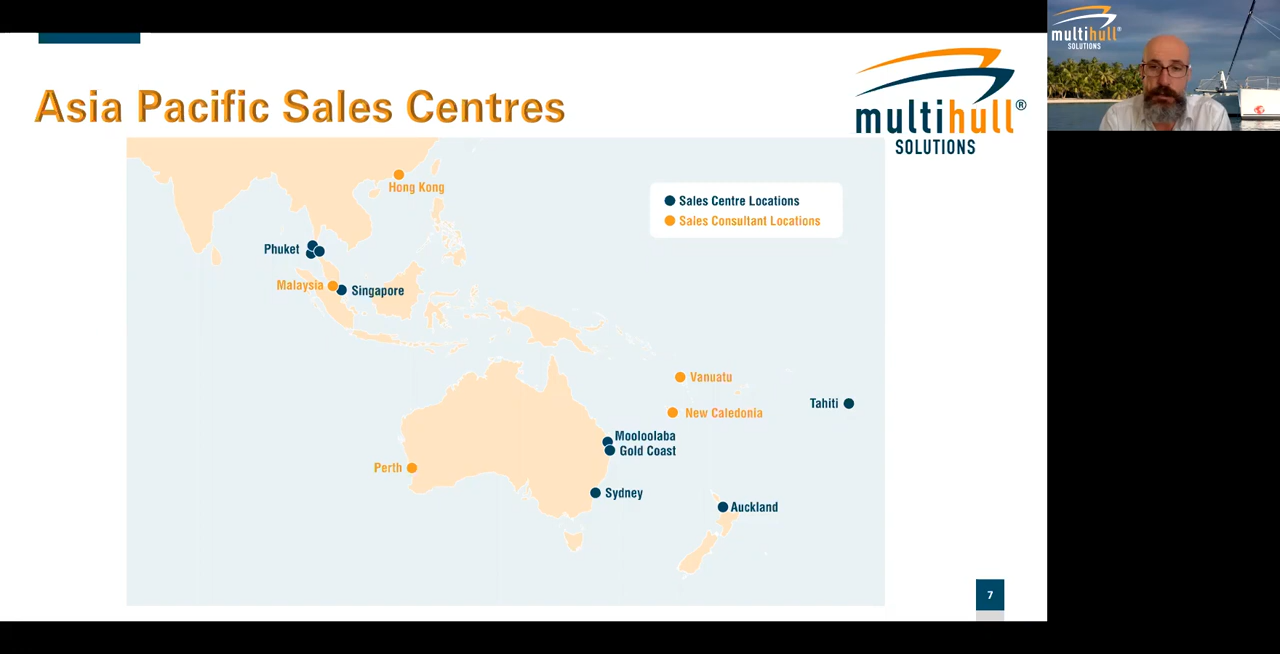 Asia Pacific Sales Centres
multihull®
SOLUTIONS
multihull®
SOLUTIONS
Hong Kong
Sales Centre Locations
Sales Consultant Locations
Phuket
Malaysia
Singapore
Vanuatu
New Caledonia
Tahiti
Mooloolaba
Gold Coast
Perth
Sydney
Auckland
7